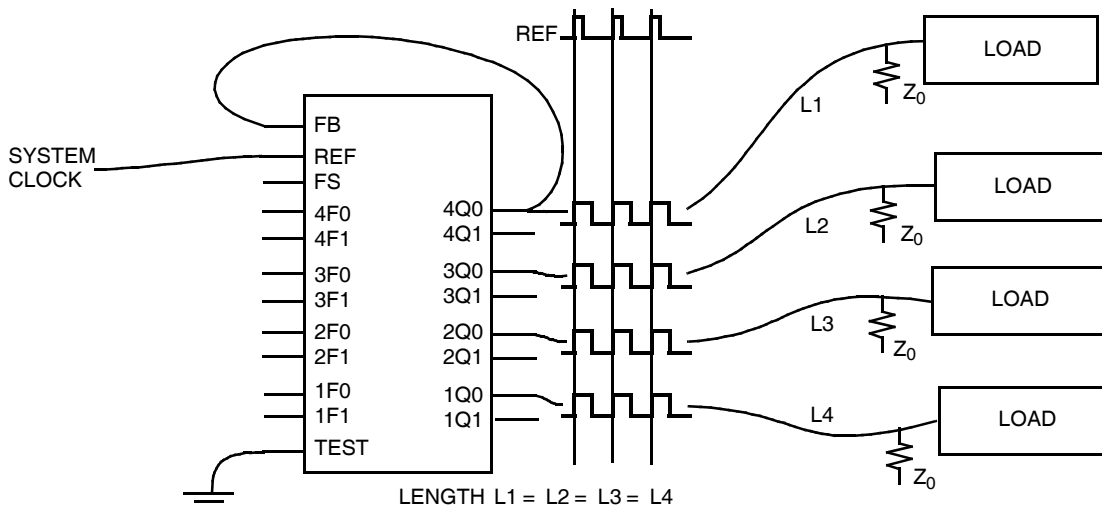 REF
LOAD
Z0
L1
FB
SYSTEM
CLOCK
REF
FS
4F0
4F1
3F0
3F1
2F0
2F1
1F0
1F1
TEST
4Q0
4Q1
3Q0
3Q1
2Q0
2Q1
1Q0
1Q1
LOAD
L2
Z0
LOAD
L3
Z0
LOAD
L4
Z0
LENGTH L1 = L2 = L3 = L4